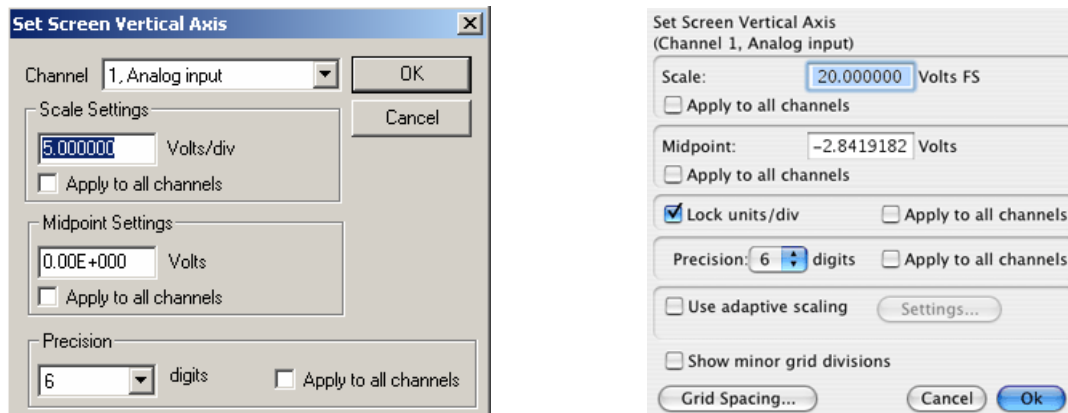 Set Screen Vertical Axis
Channel 1, Analog input OK
Cancel
Scale Settings
5.000000 Volts/div
Apply to all channels
Midpoint Settings
0.00E+000 Volts
Apply to all channels
Precision
6 digits Apply to all channels
Set Screen Vertical Axis
(Channel 1, Analog input)
Scale: 20.000000 Volts FS
Apply to all channels
Midpoint: -2.8419182 Volts
Apply to all channels
Lock units/div Apply to all channels
Precision: 6 digits Apply to all channels
Use adaptive scaling Settings...
Show minor grid divisions
Grid Spacing... Cancel Ok